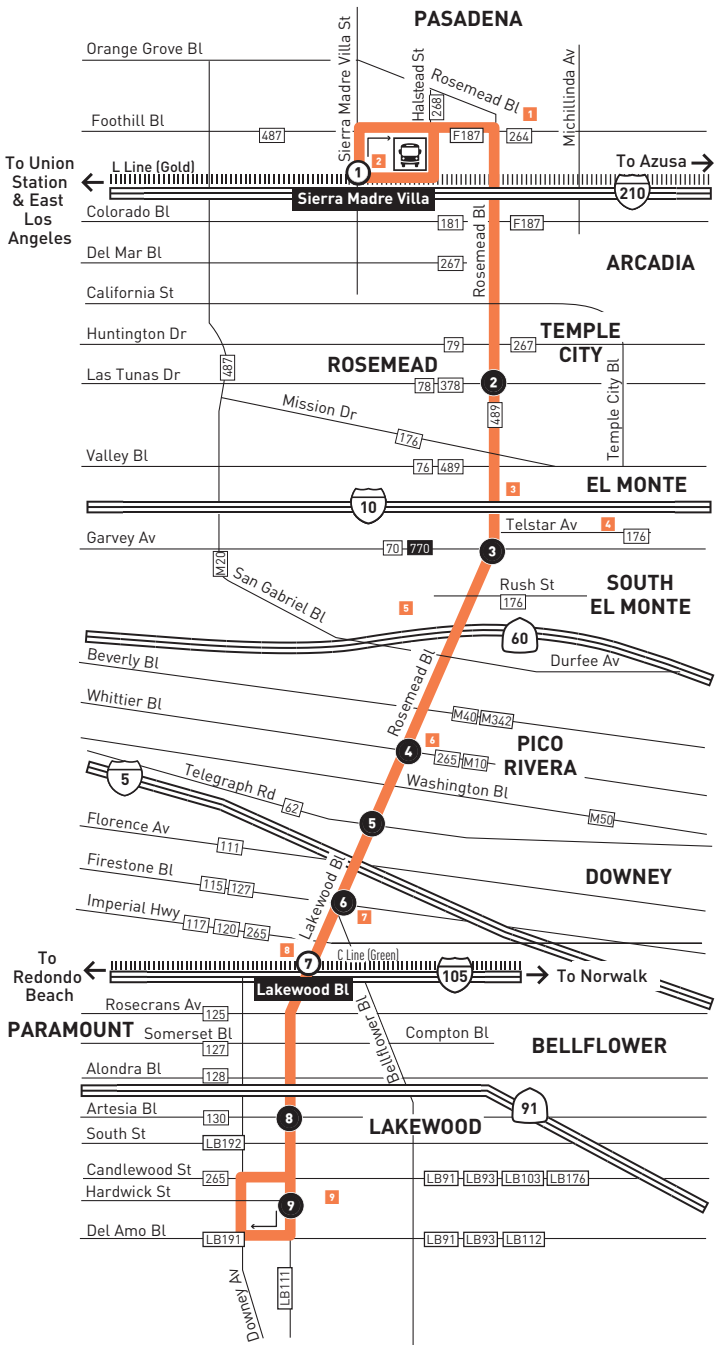 PASADENA
Orange Grove Bl
Sierra Madre Villa St
Halstead St
268
Rosemead Bl
1
Michillinda Av
Foothill Bl
487
F187
264
2
To Union
Station
& East
Los
Angeles
L Line (Gold)
1
To Azusa
Sierra Madre Villa
210
Colorado Bl
181
F187
Rosemead Bl
Del Mar Bl
267
ARCADIA
California St
Huntington Dr
79
267
TEMPLE
CITY
487
ROSEMEAD
Las Tunas Dr
78
378
2
Temple City Bl
Mission Dr
489
176
Valley Bl
76
489
3
EL MONTE
10
Telstar Av
4
176
Garvey Av
70
770
3
M20
San Gabriel Bl
Rush St
176
SOUTH
EL MONTE
5
60
Durfee Av
Beverly Bl
Rosemead Bl
Whittier Bl
M40
M342
4
6
265
M10
PICO
RIVERA
5
Telegraph Rd
62
Washington Bl
M50
5
Florence Av
111
Firestone Bl
115
127
Lakewood Bl
DOWNEY
6
7
Imperial Hwy
117
120
265
8
7
C Line (Green)
To
Redondo
Beach
105
To Norwalk
Lakewood Bl
Rosecrans Av
125
Bellflower Bl
PARAMOUNT
Somerset Bl
127
Compton Bl
BELLFLOWER
Alondra Bl
128
91
Artesia Bl
130
8
LAKEWOOD
South St
LB192
Candlewood St
265
LB91
LB93
LB103
LB176
Hardwick St
9
9
Del Amo Bl
LB191
LB91
LB93
LB112
Downey Av
LB111